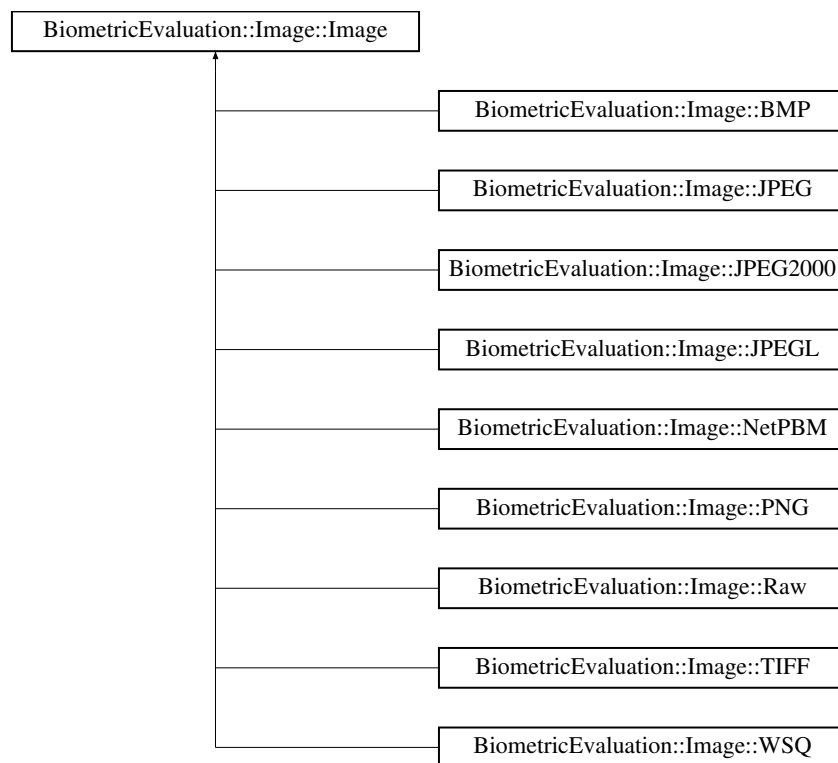 BiometricEvaluation::Image::Image
BiometricEvaluation::Image::BMP
BiometricEvaluation::Image::JPEG
BiometricEvaluation::Image::JPEG2000
BiometricEvaluation::Image::JPEGL
BiometricEvaluation::Image::NetPBM
BiometricEvaluation::Image::PNG
BiometricEvaluation::Image::Raw
BiometricEvaluation::Image::TIFF
BiometricEvaluation::Image::WSQ